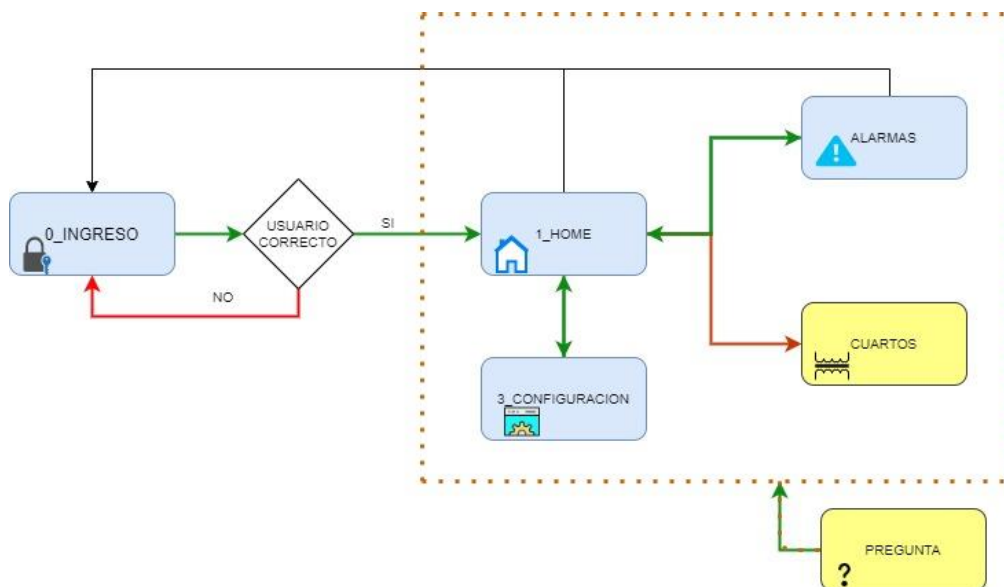 ALARMAS
0_INGRESO
USUARIO
CORRECTO
SI
1_HOME
NO
CUARTOS
3_CONFIGURACION
PREGUNTA
?